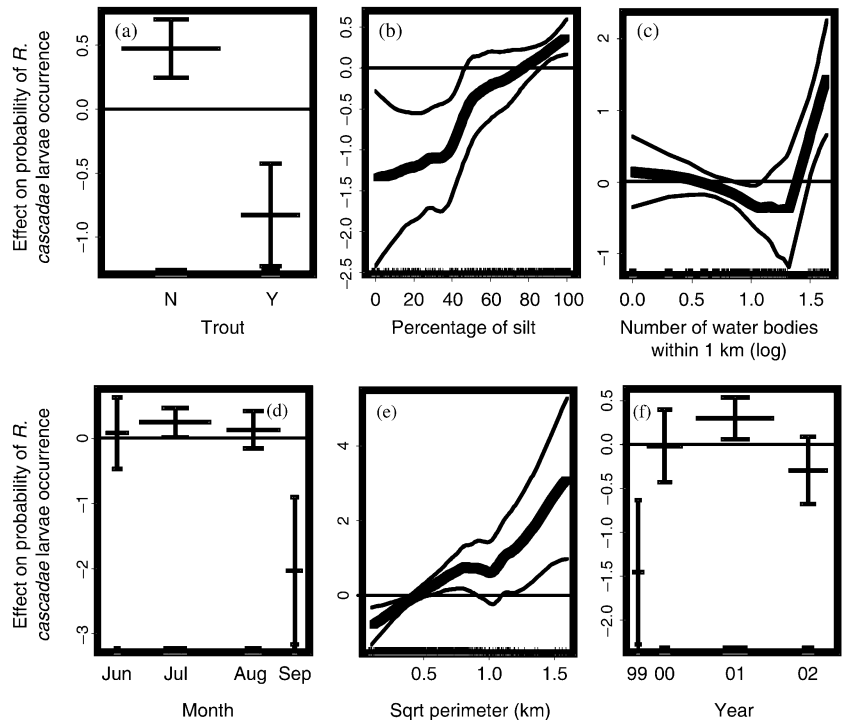 Effect on probability of R.
cascadae larvae occurrence
(a)
0.5
0.0
−0.5
−1.0
N Y
Trout
(b)
0.5
0.0
−0.5
−1.0
−1.5
−2.0
−2.5
0 20 40 60 80 100
Percentage of silt
(c)
2
1
0
−1
0.0 0.5 1.0 1.5
Number of water bodies
within 1 km (log)
Effect on probability of R.
cascadae larvae occurrence
(d)
0
−1
−2
−3
Jun Jul Aug Sep
Month
(e)
4
2
0
0.5 1.0 1.5
Sqrt perimeter (km)
(f)
0.5
0.0
−0.5
−1.0
−1.5
−2.0
99 00 01 02
Year